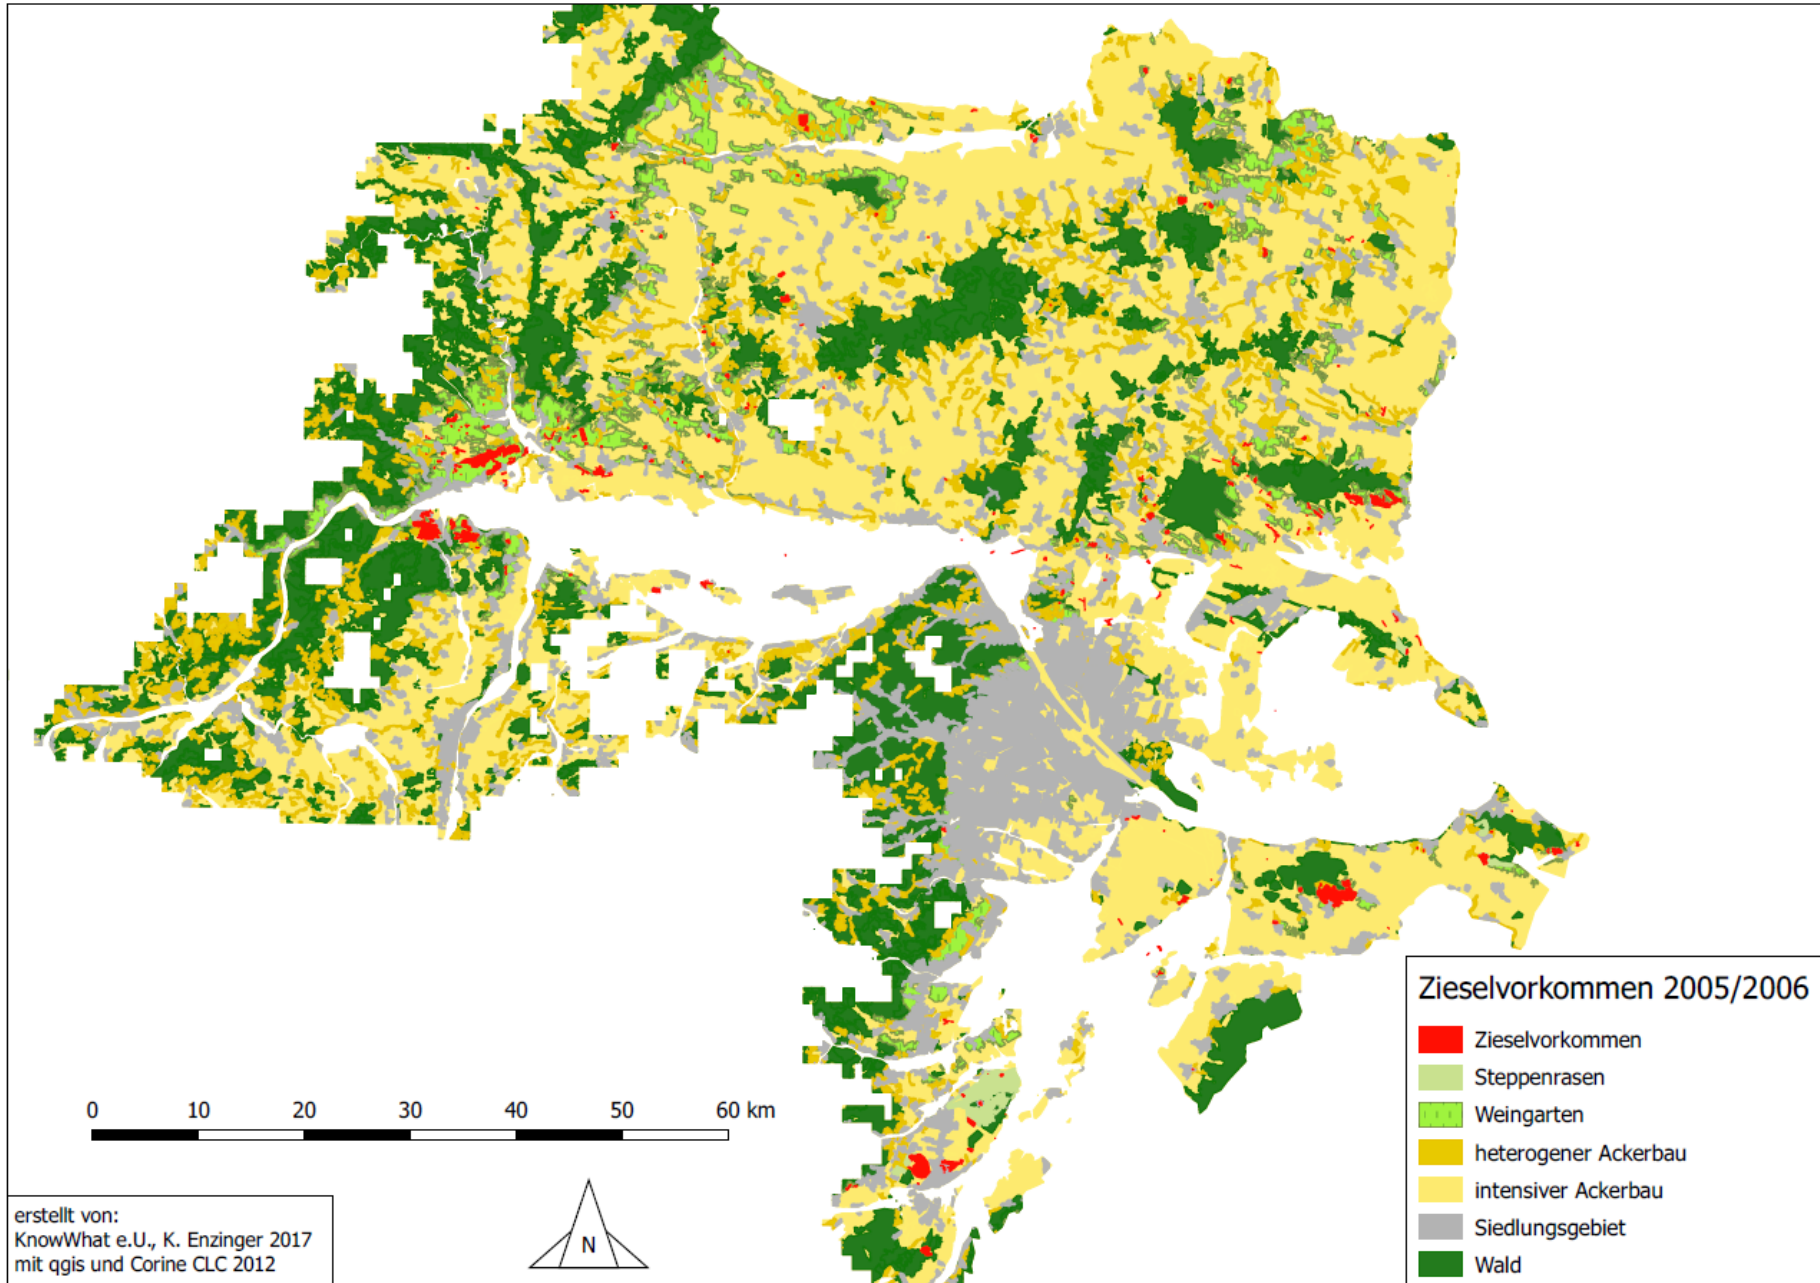 Zieselvorkommen 2005/2006
Zieselvorkommen
Steppenrasen
Weingarten
heterogener Ackerbau
intensiver Ackerbau
Siedlungsgebiet
Wald
0 10 20 30 40 50 60 km
N
erstellt von:
KnowWhat e.U., K. Enzinger 2017
mit qgis und Corine CLC 2012